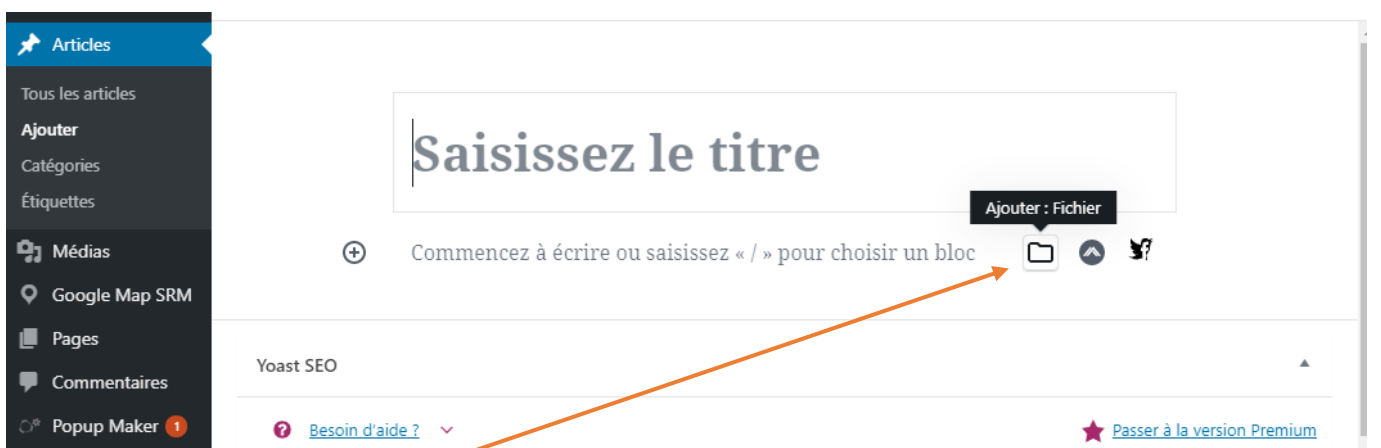 Articles
Tous les articles
Ajouter
Catégories
Étiquettes
Médias
Google Map SRM
Pages
Commentaires
Popup Maker 1
Saisissez le titre
Ajouter : Fichier
Commencez à écrire ou saisissez « / » pour choisir un bloc
Yoast SEO
Besoin d'aide ?
Passer à la version Premium